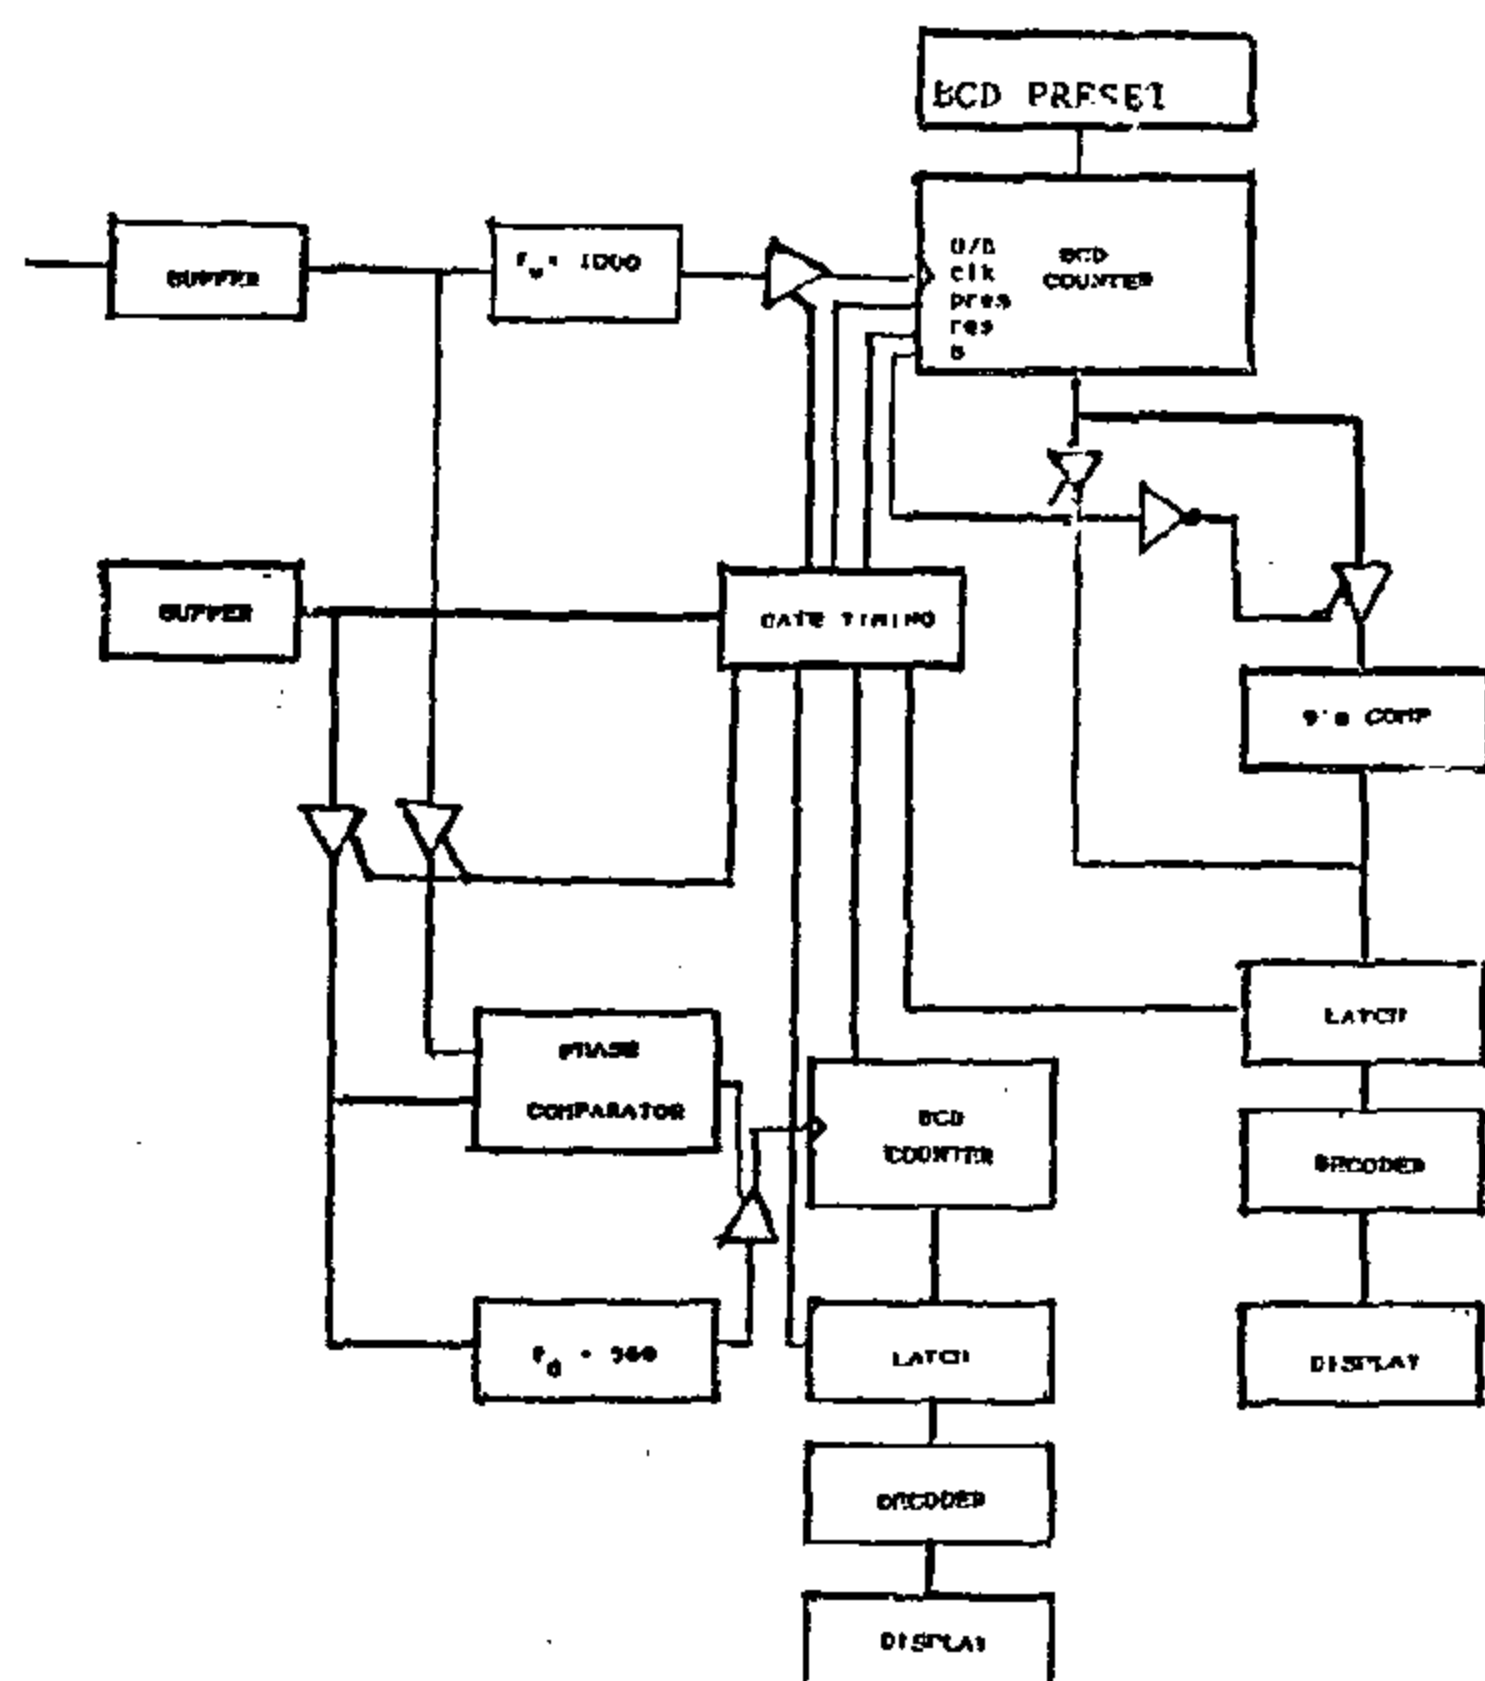 BCD PRESET
BUFFER
1000
U/D
clk
pres
res
B
BCD
COUNTER
BUFFER
GATE TIMING
9's COMP
PHASE
COMPARATOR
BCD
COUNTER
LATCH
DECODER
360
LATCH
DISPLAY
DECODER
DISPLAY